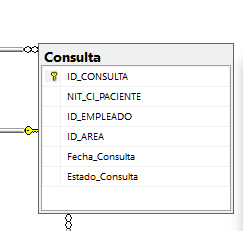 Consulta
ID_CONSULTA
NIT_CI_PACIENTE
ID_EMPLEADO
ID_AREA
Fecha_Consulta
Estado_Consulta